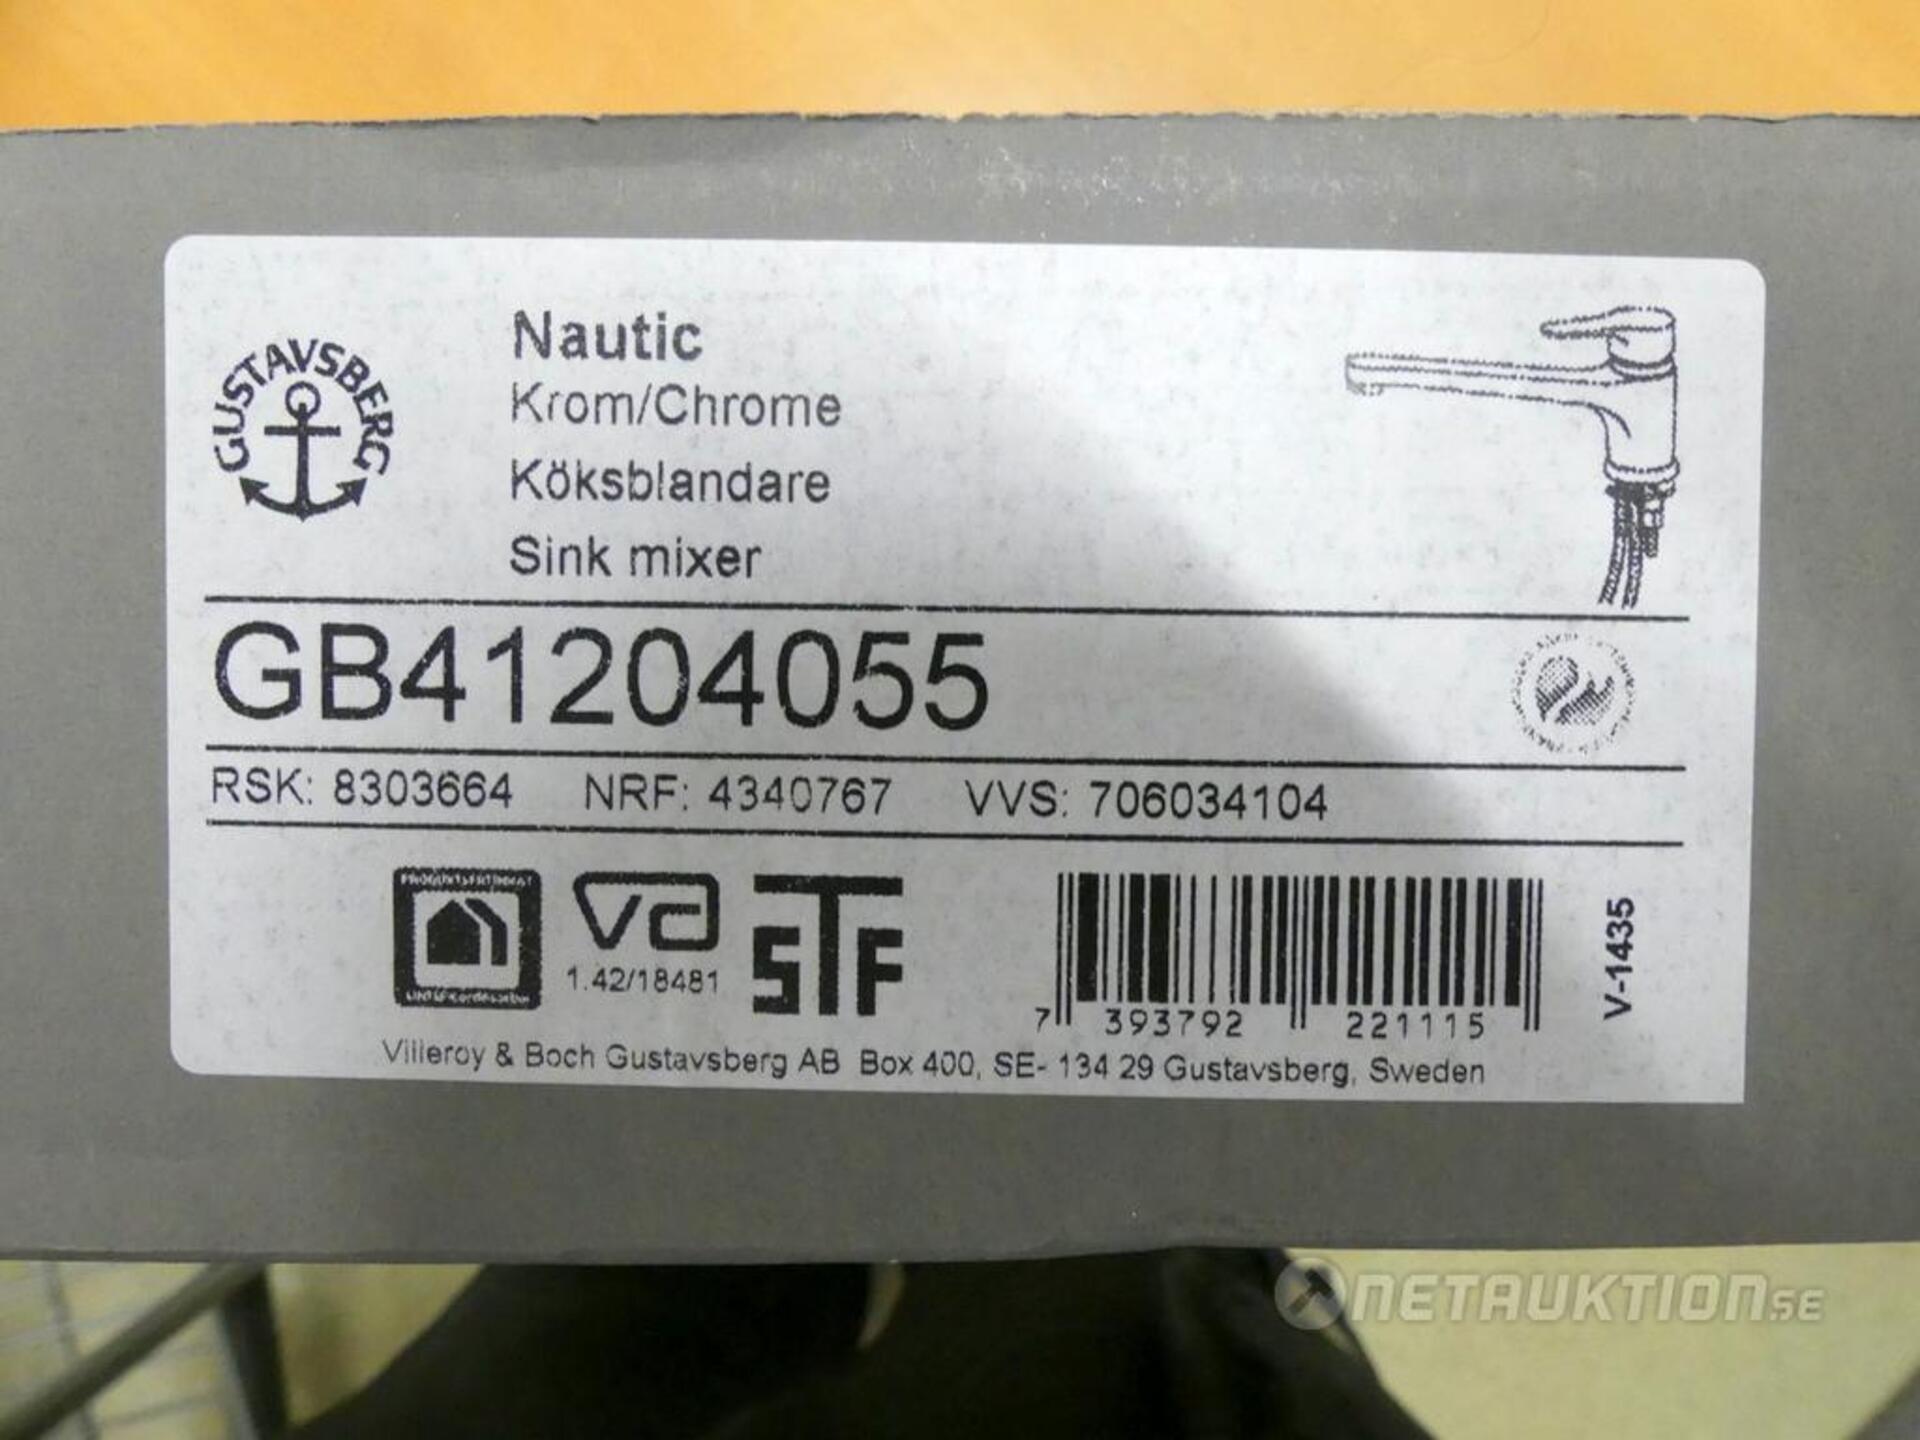 GUSTAVSBERG
Nautic
Krom/Chrome
Köksblandare
Sink mixer
GB41204055
RSK: 8303664 NRF: 4340767 VVS: 706034104
va
1.42/18481
STF
V-1435
7 393792 221115
Villeroy & Boch Gustavsberg AB Box 400, SE- 134 29 Gustavsberg, Sweden
NETAUKTION.SE